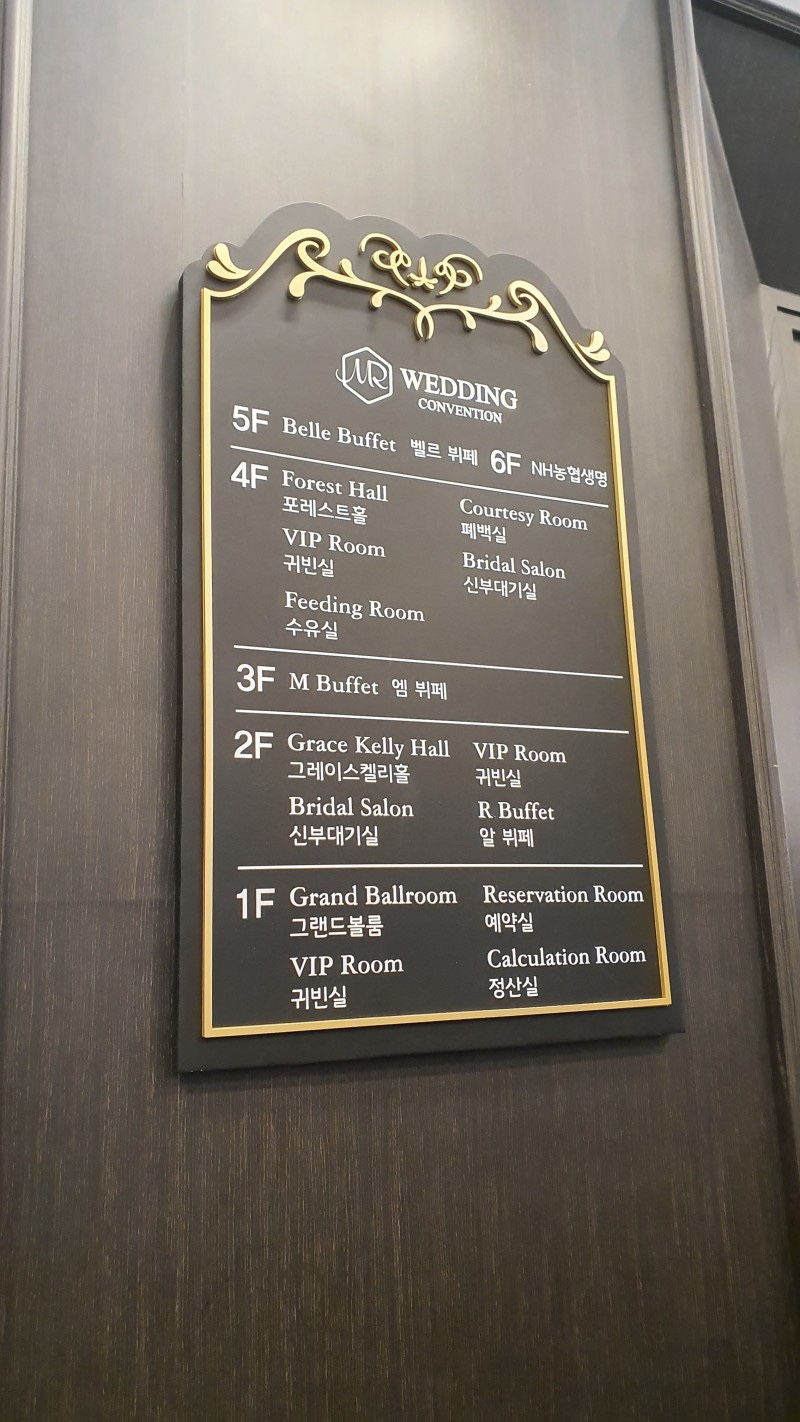 MR WEDDING
CONVENTION
5F Belle Buffet 벨르 뷔페 6F NH농협생명
4F Forest Hall
포레스트홀
Courtesy Room
폐백실
VIP Room
귀빈실
Bridal Salon
신부대기실
Feeding Room
수유실
3F M Buffet 엠 뷔페
2F Grace Kelly Hall
그레이스켈리홀
VIP Room
귀빈실
Bridal Salon
신부대기실
R Buffet
알 뷔페
1F Grand Ballroom
그랜드볼룸
Reservation Room
예약실
VIP Room
귀빈실
Calculation Room
정산실